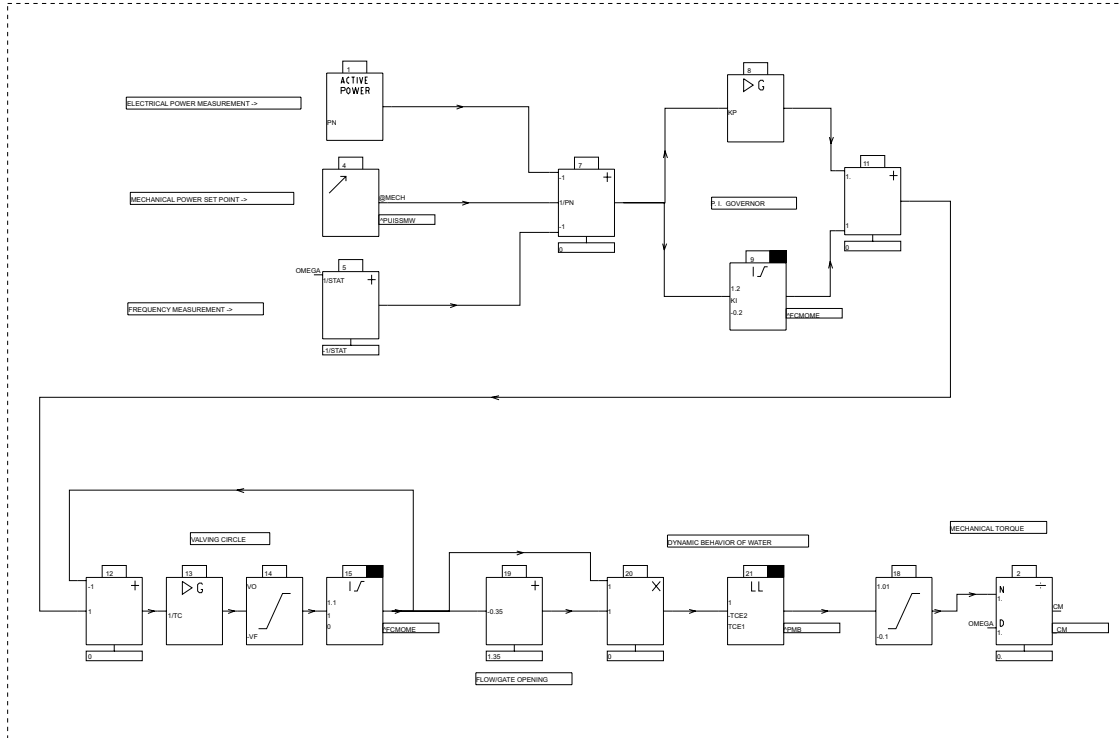 1
ACTIVE
POWER
PN
ELECTRICAL POWER MEASUREMENT ->
4
@MECH
^PUISSMW
MECHANICAL POWER SET POINT ->
5
OMEGA
1/STAT
+
-1/STAT
FREQUENCY MEASUREMENT ->
7
-1
+
1/PN
-1
0
8
G
KP
P. I. GOVERNOR
9
I
1.2
KI
-0.2
^FCMOME
11
1.
+
1
0
VALVING CIRCLE
12
-1
+
1
0
13
G
1/TC
14
VO
-VF
15
I
1.1
1
0
^FCMOME
19
+
-0.35
1.35
FLOW/GATE OPENING
20
1
X
1
0
DYNAMIC BEHAVIOR OF WATER
21
LL
1
-TCE2
TCE1
^PMB
18
1.01
-0.1
MECHANICAL TORQUE
2
÷
N
1.
CM
OMEGA
D
1.
_CM
0.